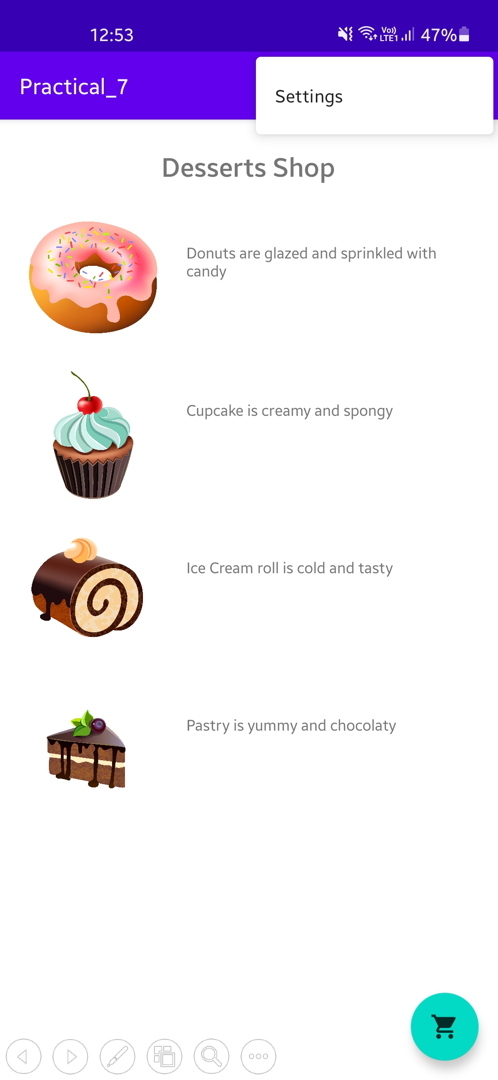 12:53
Vo))
LTE1
47%
Practical_7
Settings
Desserts Shop
Donuts are glazed and sprinkled with
candy
Cupcake is creamy and spongy
Ice Cream roll is cold and tasty
Pastry is yummy and chocolaty